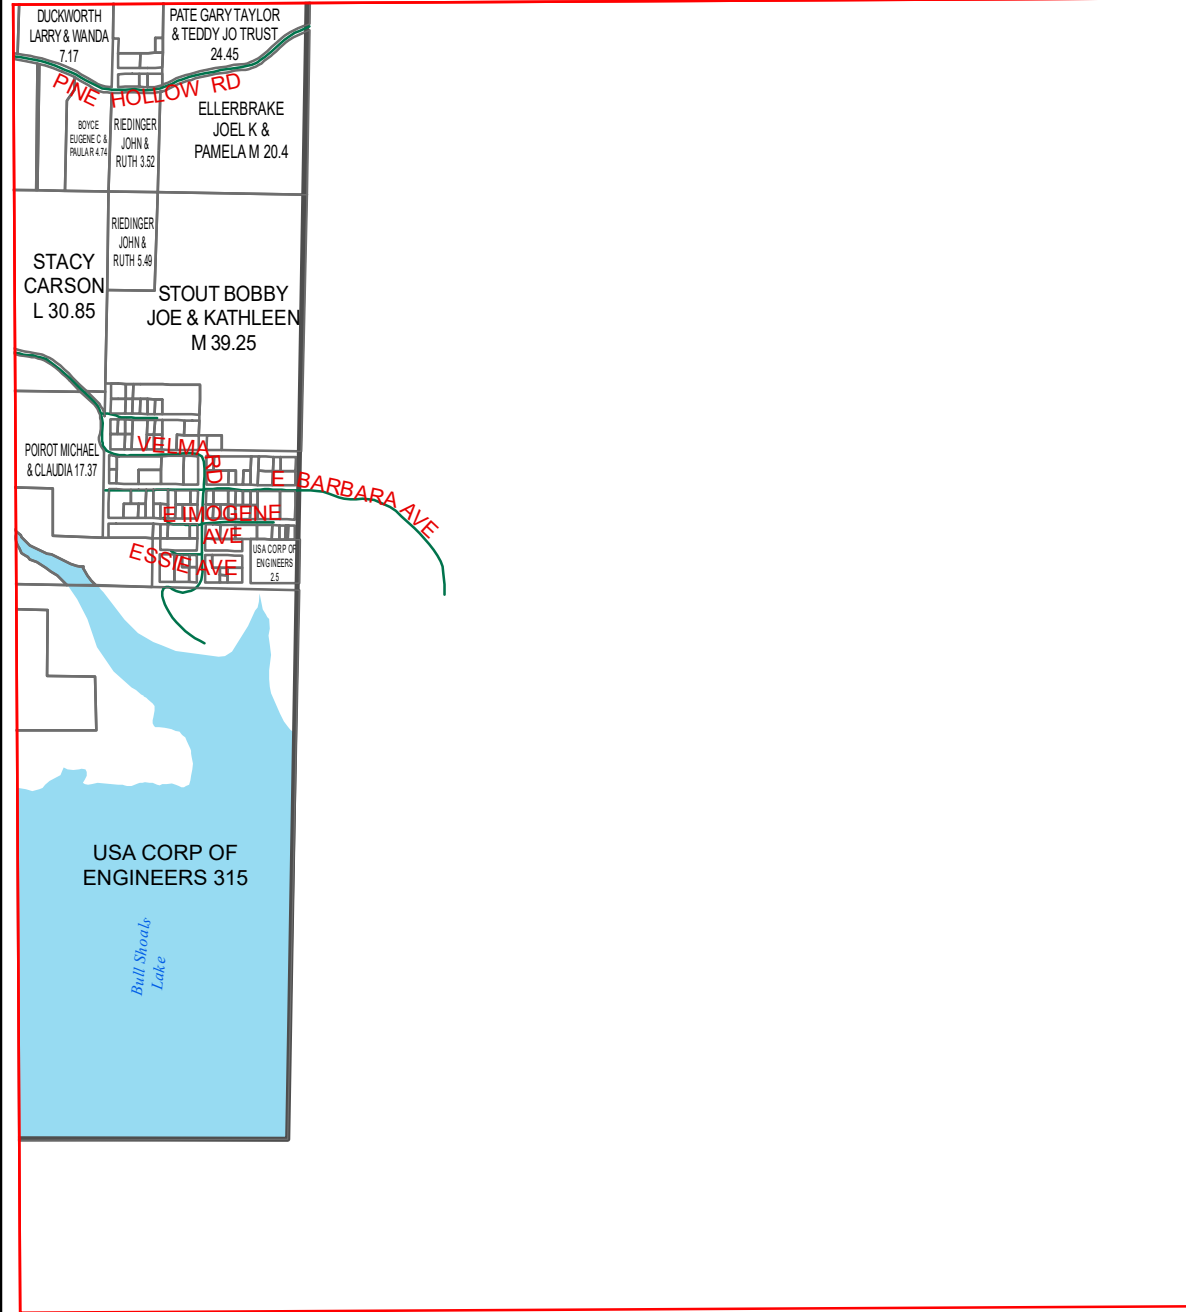 DUCKWORTH
LARRY & WANDA
7.17
PATE GARY TAYLOR
& TEDDY JO TRUST
24.45
PINE HOLLOW RD
BOYCE
EUGENE C &
PAULA R 4.74
RIEDINGER
JOHN &
RUTH 3.52
ELLERBRAKE
JOEL K &
PAMELA M 20.4
RIEDINGER
JOHN &
RUTH 5.49
STACY
CARSON
L 30.85
STOUT BOBBY
JOE & KATHLEEN
M 39.25
POIROT MICHAEL
& CLAUDIA 17.37
VELMA RD
E BARBARA AVE
E IMOGENE
AVE
ESSIE AVE
USA CORP OF
ENGINEERS
2.5
USA CORP OF
ENGINEERS 315
Bull Shoals
Lake